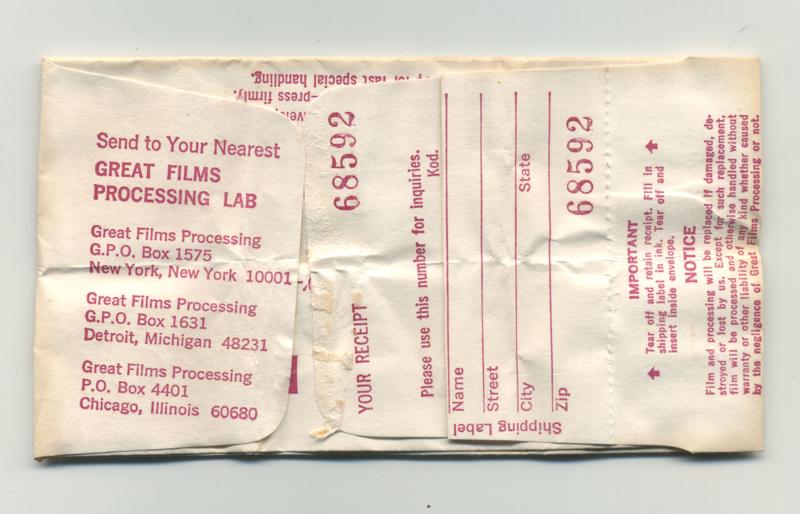 for fast special handling.
—press firmly.
Send to Your Nearest
GREAT FILMS
PROCESSING LAB
Great Films Processing
G.P.O. Box 1575
New York, New York 10001
Great Films Processing
G.P.O. Box 1631
Detroit, Michigan 48231
Great Films Processing
P.O. Box 4401
Chicago, Illinois 60680
68592
YOUR RECEIPT
Please use this number for inquiries.
Kod.
Shipping Label
Name
Street
City State
Zip
68592
IMPORTANT
Tear off and retain receipt. Fill in
shipping label in ink. Tear off and
insert inside envelope.
NOTICE
Film and processing will be replaced if damaged, de-
stroyed or lost by us. Except for such replacement,
film will be processed and otherwise handled without
warranty or other liability of any kind whether caused
by the negligence of Great Films Processing or not.